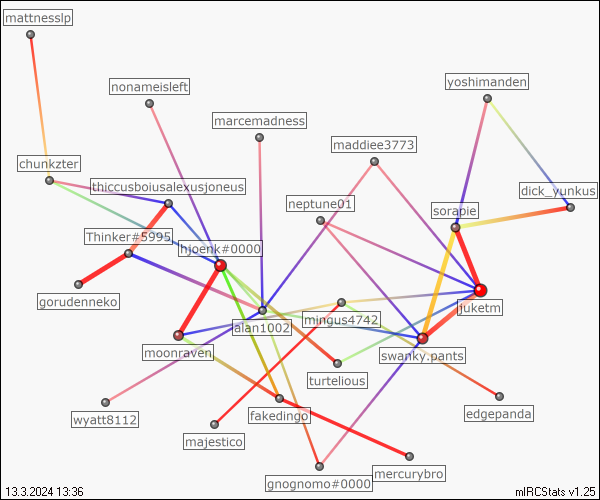 mattnesslp
yoshimanden
nonameisleft
marcemadness
maddiee3773
chunkzter
thiccusboiusalexusjoneus
dick_yunkus
neptune01
sorapie
Thinker#5995
hjoenk#0000
gorudenneko
juketm
alan1002
mingus4742
moonraven
swanky.pants
turtelious
wyatt8112
fakedingo
edgepanda
majestico
mercurybro
gnognomo#0000
13.3.2024 13:36
mIRCStats v1.25